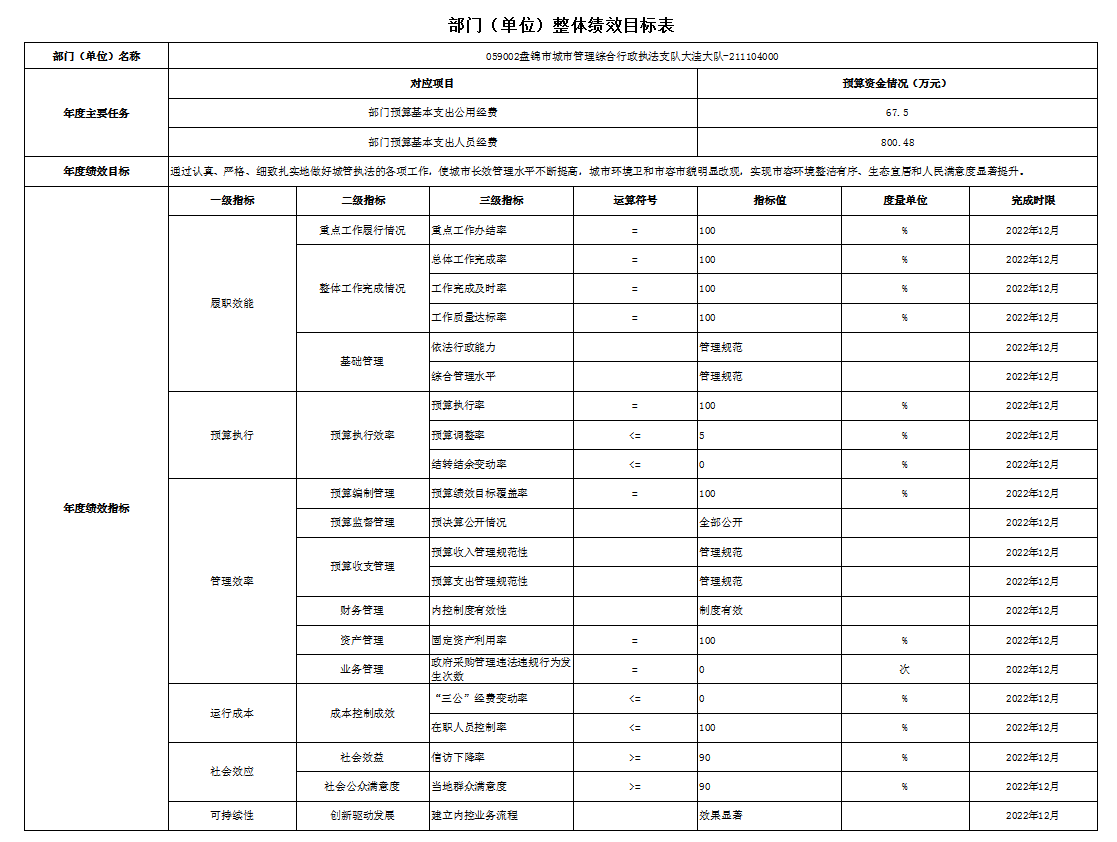 部门（单位）整体绩效目标表
部门（单位）名称 059002盘锦市城市管理综合行政执法支队大洼大队-211104000
年度主要任务 对应项目 预算资金情况（万元）
部门预算基本支出公用经费 67.5
部门预算基本支出人员经费 800.48
年度绩效目标 通过认真、严格、细致扎实地做好城管执法的各项工作，使城市长效管理水平不断提高，城市环境卫和市容市貌明显改观，实现市容环境整洁有序、生态宜居和人民满意度显著提升。
年度绩效指标 一级指标 二级指标 三级指标 运算符号 指标值 度量单位 完成时限
履职效能 重点工作履行情况 重点工作办结率 = 100 % 2022年12月
整体工作完成情况 总体工作完成率 = 100 % 2022年12月
工作完成及时率 = 100 % 2022年12月
工作质量达标率 = 100 % 2022年12月
基础管理 依法行政能力 管理规范 2022年12月
综合管理水平 管理规范 2022年12月
预算执行 预算执行效率 预算执行率 = 100 % 2022年12月
预算调整率 <= 5 % 2022年12月
结转结余变动率 <= 0 % 2022年12月
管理效率 预算编制管理 预算绩效目标覆盖率 = 100 % 2022年12月
预算监督管理 预决算公开情况 全部公开 2022年12月
预算收支管理 预算收入管理规范性 管理规范 2022年12月
预算支出管理规范性 管理规范 2022年12月
财务管理 内控制度有效性 制度有效 2022年12月
资产管理 固定资产利用率 = 100 % 2022年12月
业务管理 政府采购管理违法违规行为发
生次数 = 0 次 2022年12月
运行成本 成本控制成效 “三公”经费变动率 <= 0 % 2022年12月
在职人员控制率 <= 100 % 2022年12月
社会效应 社会效益 信访下降率 >= 90 % 2022年12月
社会公众满意度 当地群众满意度 >= 90 % 2022年12月
可持续性 创新驱动发展 建立内控业务流程 效果显著 2022年12月